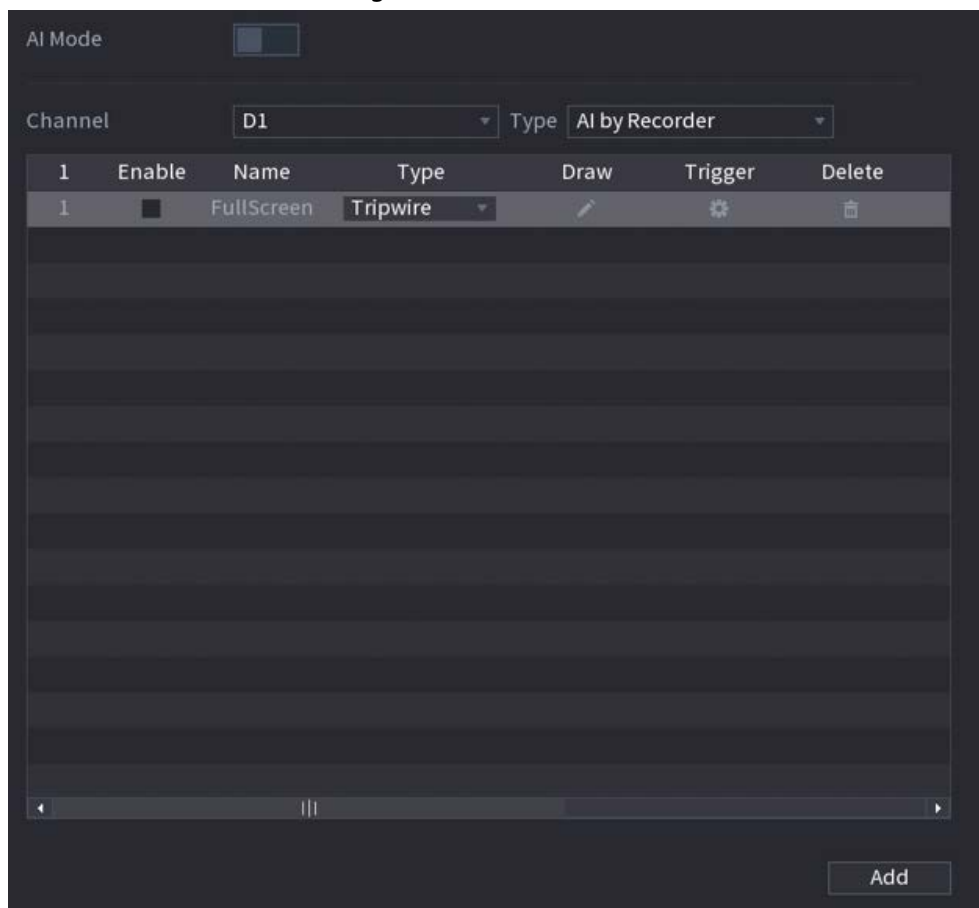 AI Mode
Channel D1 Type AI by Recorder
1 Enable Name Type Draw Trigger Delete
1 FullScreen Tripwire
Add